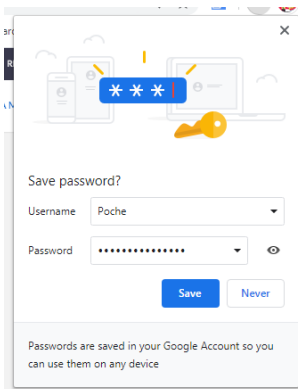 ***
Save password?
Username Poche
Password •••••••••••••••
Save Never
Passwords are saved in your Google Account so you
can use them on any device